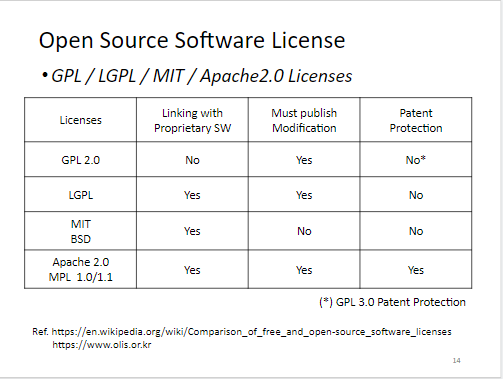 Open Source Software License
• GPL / LGPL / MIT / Apache2.0 Licenses
Licenses
Linking with
Proprietary SW
Must publish
Modification
Patent
Protection
GPL 2.0
No
Yes
No*
LGPL
Yes
Yes
No
MIT
BSD
Yes
No
No
Apache 2.0
MPL 1.0/1.1
Yes
Yes
Yes
(*) GPL 3.0 Patent Protection
Ref. https://en.wikipedia.org/wiki/Comparison_of_free_and_open-source_software_licenses
https://www.olis.or.kr
14